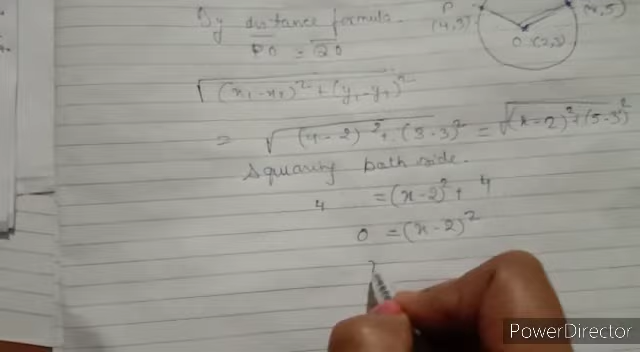 By distance formula. P (4,3) (x,5)
PO = QO O (2,3)
√(x₁-x₂)²+(y₁-y₂)²
= √(4-2)²+(3-3)² = √(x-2)²+(5-3)²
Squaring both side.
4 = (x-2)² + 4
0 = (x-2)²
PowerDirector